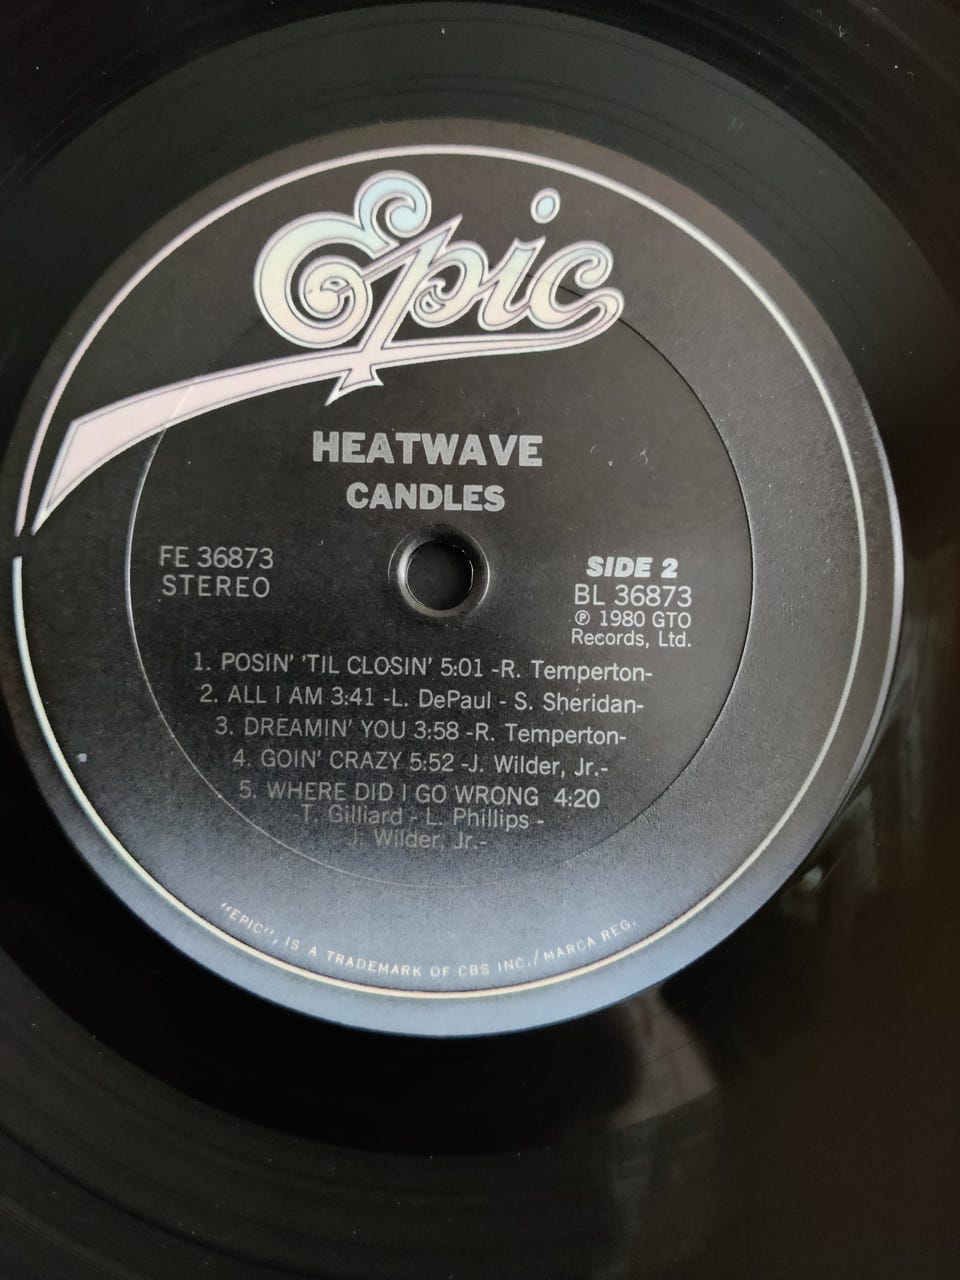 Epic
HEATWAVE
CANDLES
FE 36873
STEREO
SIDE 2
BL 36873
℗ 1980 GTO
Records, Ltd.
1. POSIN' 'TIL CLOSIN' 5:01 -R. Temperton-
2. ALL I AM 3:41 -L. DePaul - S. Sheridan-
3. DREAMIN' YOU 3:58 -R. Temperton-
4. GOIN' CRAZY 5:52 -J. Wilder, Jr.-
5. WHERE DID I GO WRONG 4:20
-T. Gilliard - L. Phillips -
J. Wilder, Jr.-
"EPIC", IS A TRADEMARK OF CBS INC./MARCA REG.